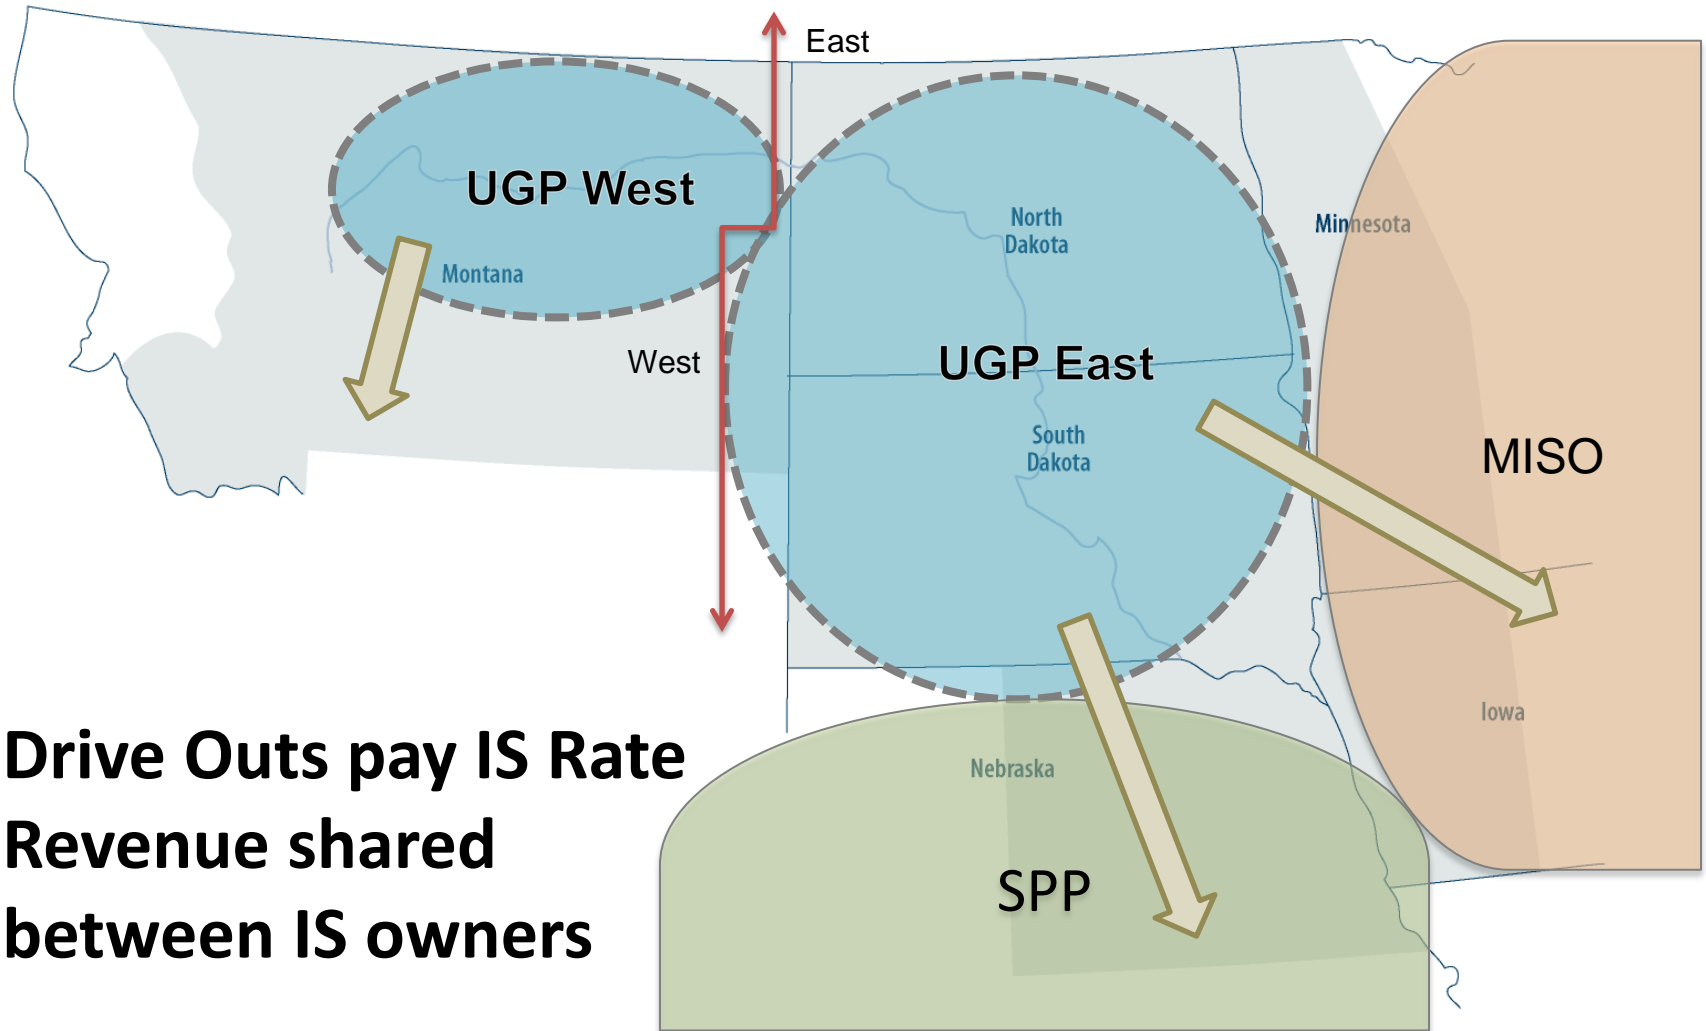 East
UGP West
North
Dakota
Minnesota
Montana
West
UGP East
South
Dakota
MISO
Iowa
Nebraska
SPP
Drive Outs pay IS Rate
Revenue shared
between IS owners